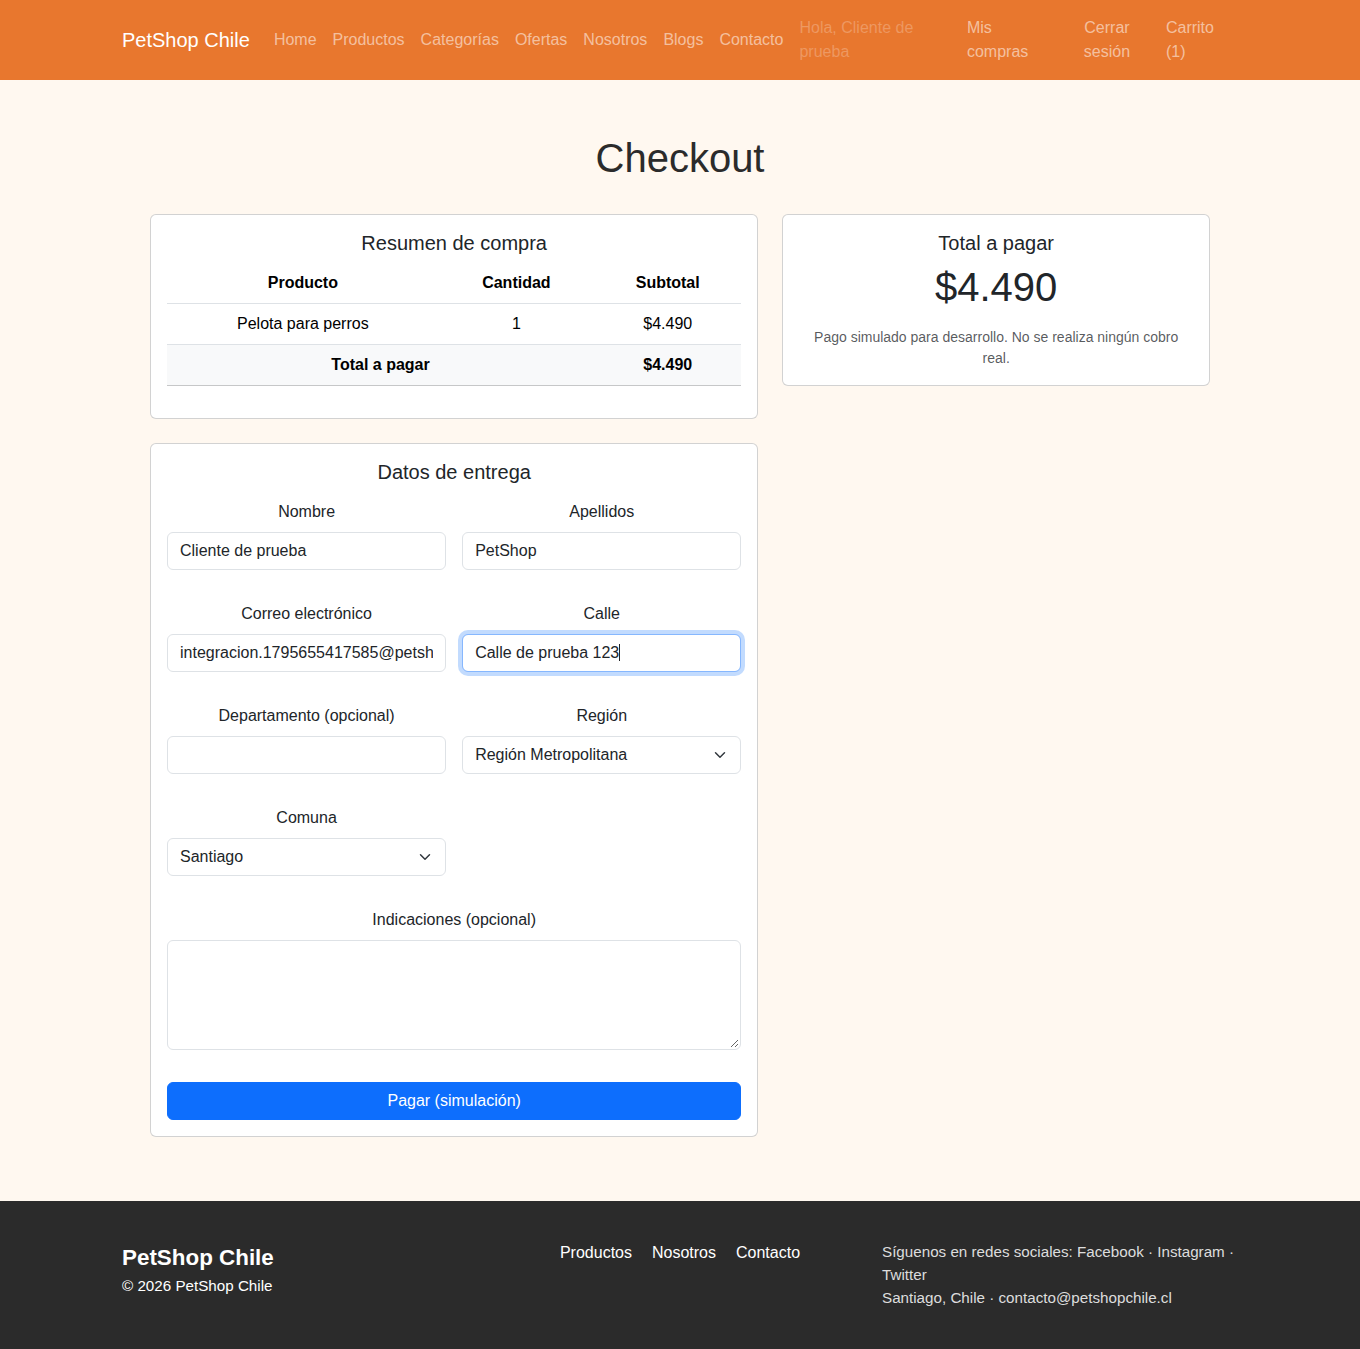 PetShop Chile Home Productos Categorías Ofertas Nosotros Blogs Contacto Hola, Cliente de prueba Mis compras Cerrar sesión Carrito (1)
Checkout
Resumen de compra
Producto Cantidad Subtotal
Pelota para perros 1 $4.490
Total a pagar $4.490
Total a pagar
$4.490
Pago simulado para desarrollo. No se realiza ningún cobro
real.
Datos de entrega
Nombre Apellidos
Cliente de prueba PetShop
Correo electrónico Calle
integracion.1795655417585@petsh Calle de prueba 123
Departamento (opcional) Región
Región Metropolitana
Comuna
Santiago
Indicaciones (opcional)
Pagar (simulación)
PetShop Chile
© 2026 PetShop Chile
Productos Nosotros Contacto
Síguenos en redes sociales: Facebook · Instagram ·
Twitter
Santiago, Chile · contacto@petshopchile.cl